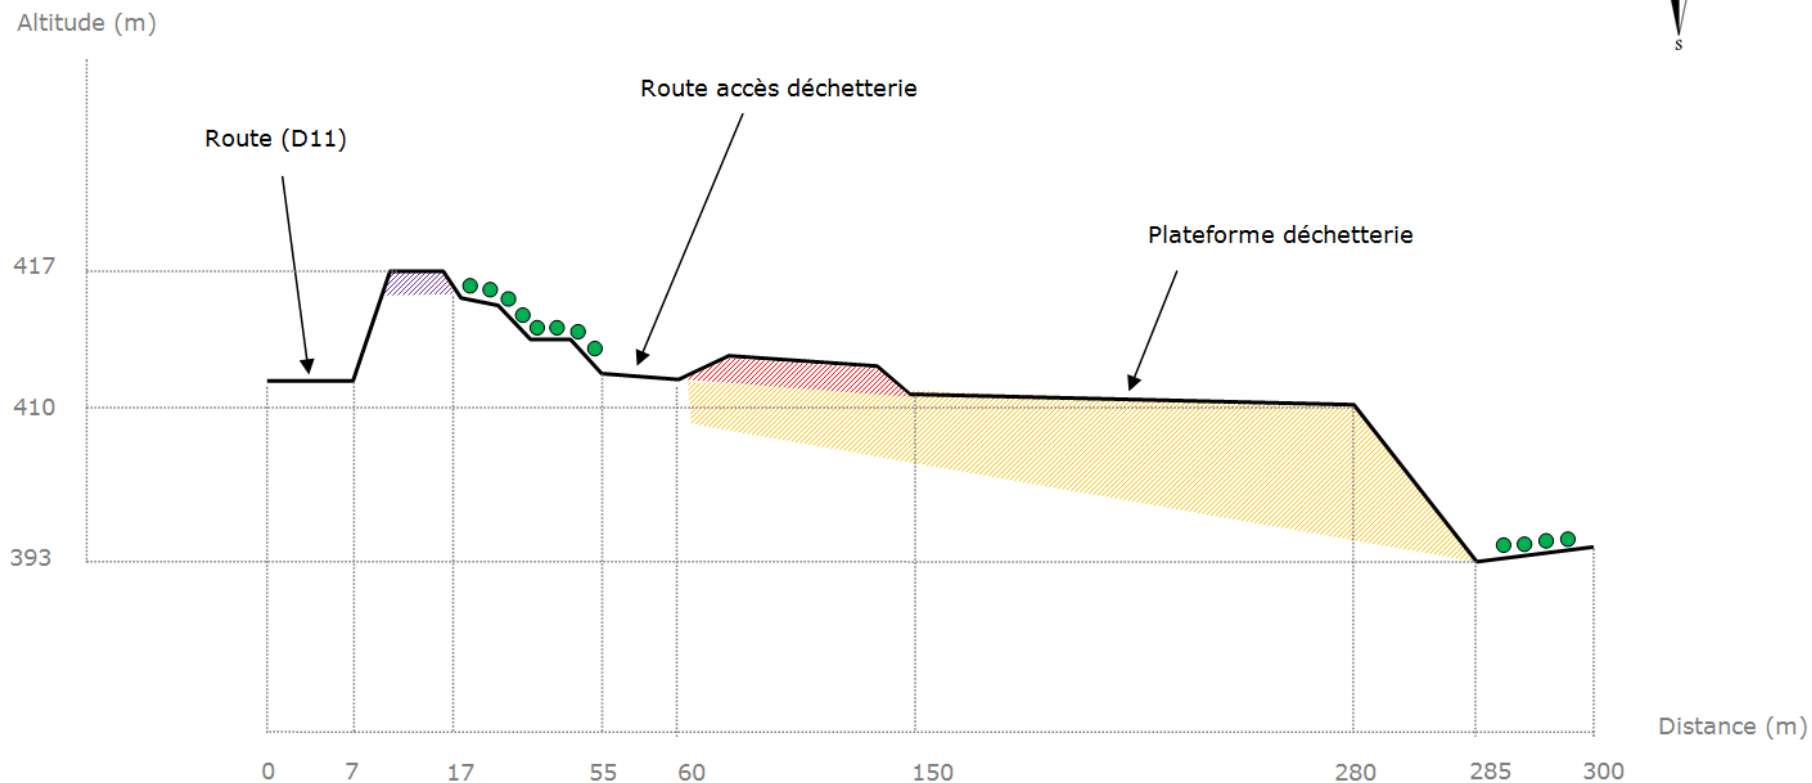 Altitude (m)
S
Route accès déchetterie
Route (D11)
Plateforme déchetterie
417
410
393
Distance (m)
0 7 17 55 60 150 280 285 300